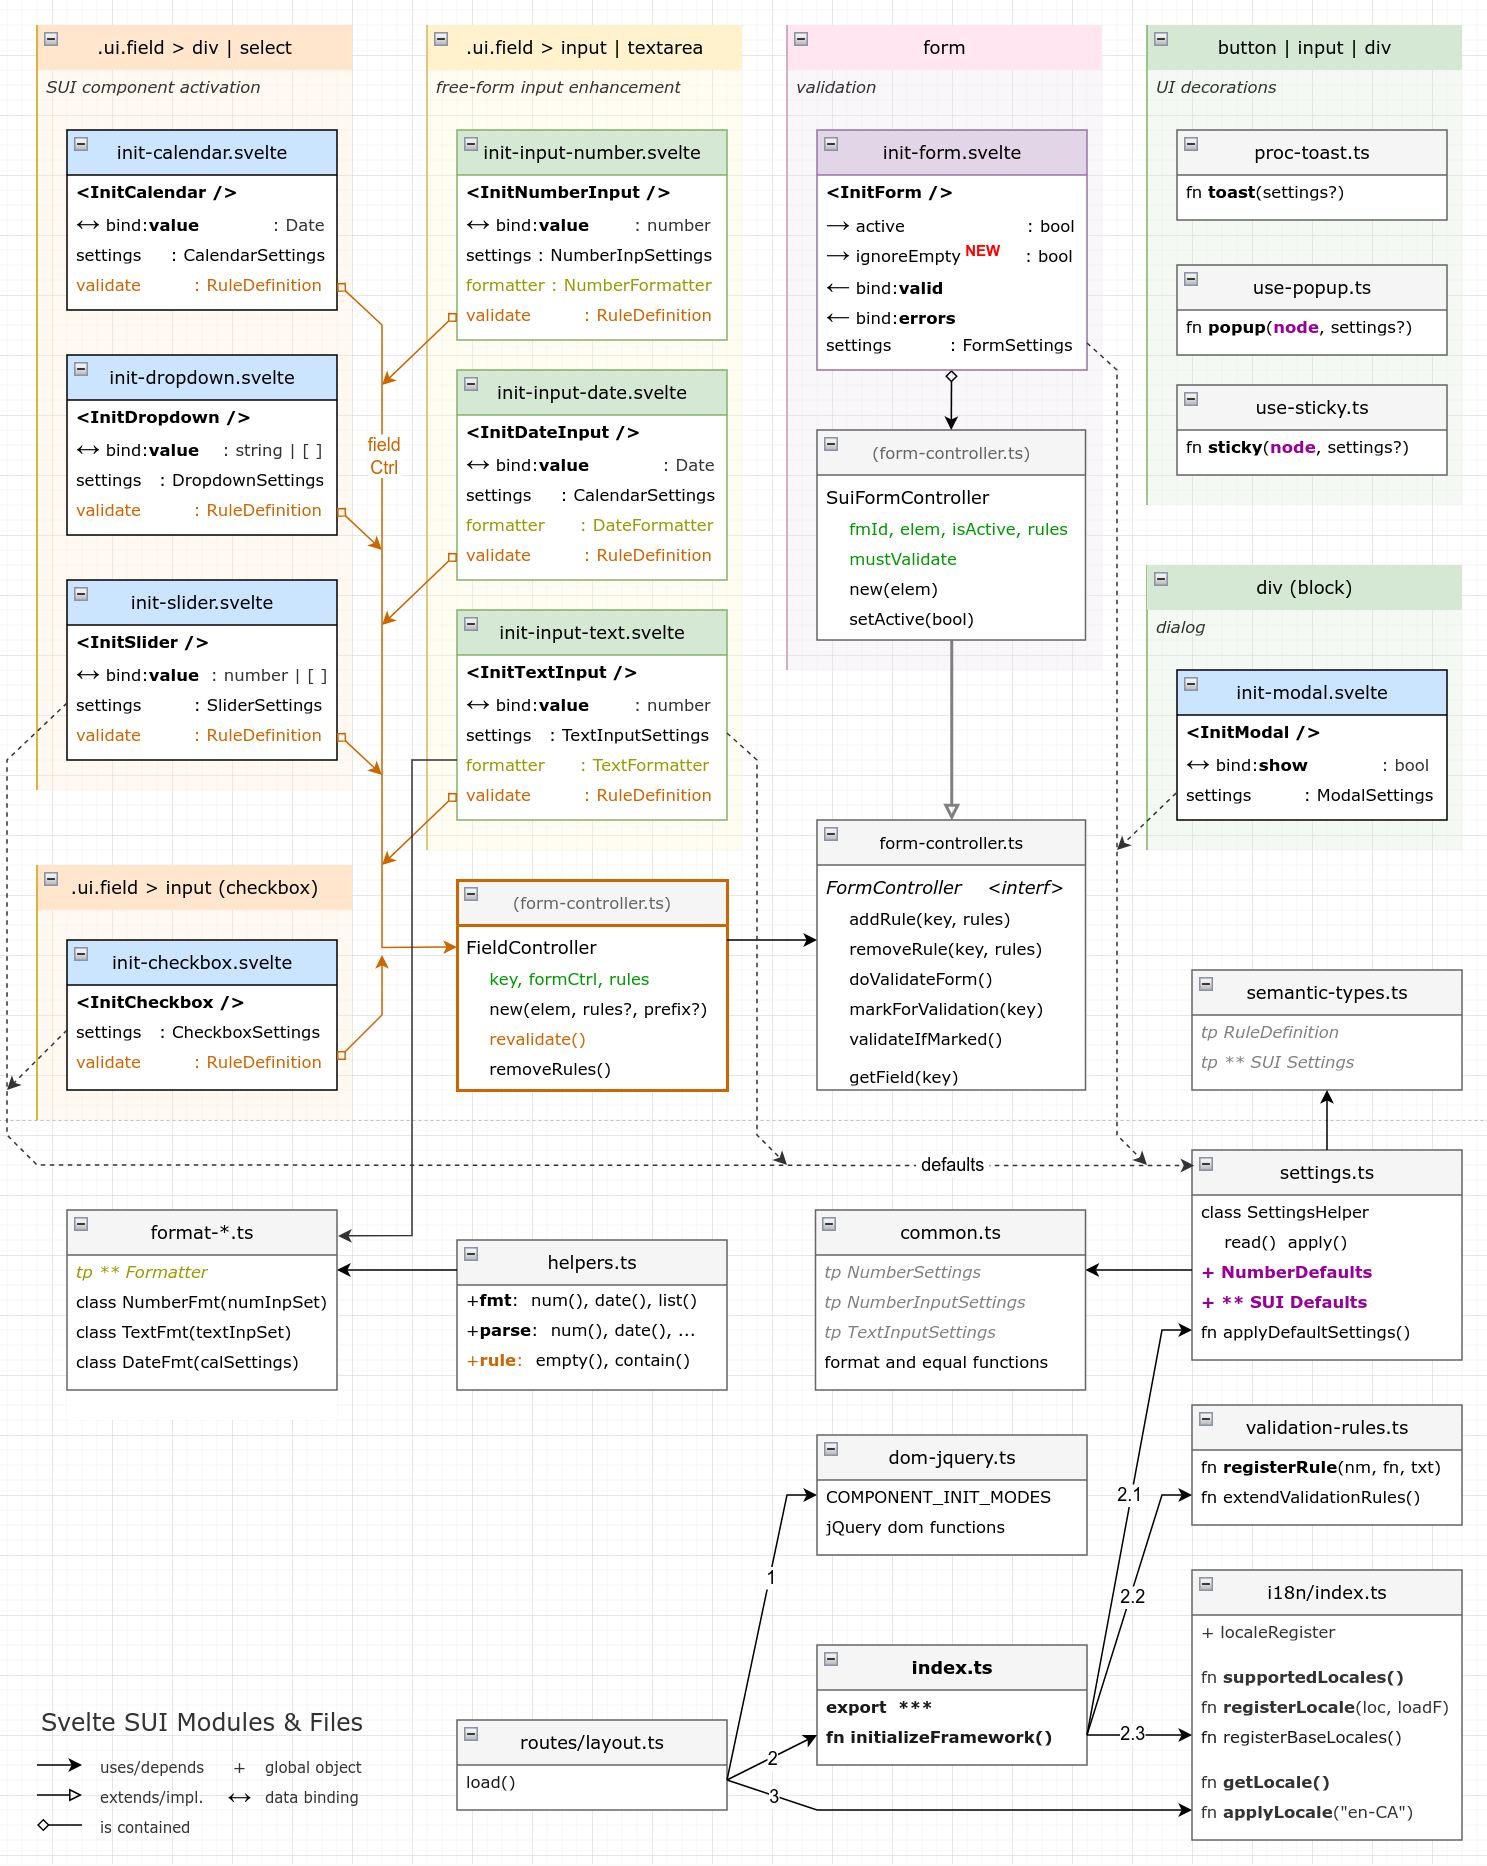 .ui.field > div | select
SUI component activation
init-calendar.svelte
<InitCalendar />
↔ bind:value : Date
settings : CalendarSettings
validate : RuleDefinition
init-dropdown.svelte
<InitDropdown />
↔ bind:value : string | [ ]
settings : DropdownSettings
validate : RuleDefinition
init-slider.svelte
<InitSlider />
↔ bind:value : number | [ ]
settings : SliderSettings
validate : RuleDefinition
.ui.field > input (checkbox)
init-checkbox.svelte
<InitCheckbox />
settings : CheckboxSettings
validate : RuleDefinition
field
Ctrl
.ui.field > input | textarea
free-form input enhancement
init-input-number.svelte
<InitNumberInput />
↔ bind:value : number
settings : NumberInpSettings
formatter : NumberFormatter
validate : RuleDefinition
init-input-date.svelte
<InitDateInput />
↔ bind:value : Date
settings : CalendarSettings
formatter : DateFormatter
validate : RuleDefinition
init-input-text.svelte
<InitTextInput />
↔ bind:value : number
settings : TextInputSettings
formatter : TextFormatter
validate : RuleDefinition
(form-controller.ts)
FieldController
key, formCtrl, rules
new(elem, rules?, prefix?)
revalidate()
removeRules()
form
validation
init-form.svelte
<InitForm />
→ active : bool
→ ignoreEmpty NEW : bool
← bind:valid
← bind:errors
settings : FormSettings
(form-controller.ts)
SuiFormController
fmId, elem, isActive, rules
mustValidate
new(elem)
setActive(bool)
form-controller.ts
FormController <interf>
addRule(key, rules)
removeRule(key, rules)
doValidateForm()
markForValidation(key)
validateIfMarked()
getField(key)
button | input | div
UI decorations
proc-toast.ts
fn toast(settings?)
use-popup.ts
fn popup(node, settings?)
use-sticky.ts
fn sticky(node, settings?)
div (block)
dialog
init-modal.svelte
<InitModal />
↔ bind:show : bool
settings : ModalSettings
semantic-types.ts
tp RuleDefinition
tp ** SUI Settings
defaults
settings.ts
class SettingsHelper
read() apply()
+ NumberDefaults
+ ** SUI Defaults
fn applyDefaultSettings()
format-*.ts
tp ** Formatter
class NumberFmt(numInpSet)
class TextFmt(textInpSet)
class DateFmt(calSettings)
helpers.ts
+fmt: num(), date(), list()
+parse: num(), date(), ...
+rule: empty(), contain()
common.ts
tp NumberSettings
tp NumberInputSettings
tp TextInputSettings
format and equal functions
dom-jquery.ts
COMPONENT_INIT_MODES
jQuery dom functions
validation-rules.ts
fn registerRule(nm, fn, txt)
fn extendValidationRules()
i18n/index.ts
+ localeRegister
fn supportedLocales()
fn registerLocale(loc, loadF)
fn registerBaseLocales()
fn getLocale()
fn applyLocale("en-CA")
index.ts
export ***
fn initializeFramework()
routes/layout.ts
load()
1
2
3
2.1
2.2
2.3
Svelte SUI Modules & Files
uses/depends + global object
extends/impl. ↔ data binding
is contained